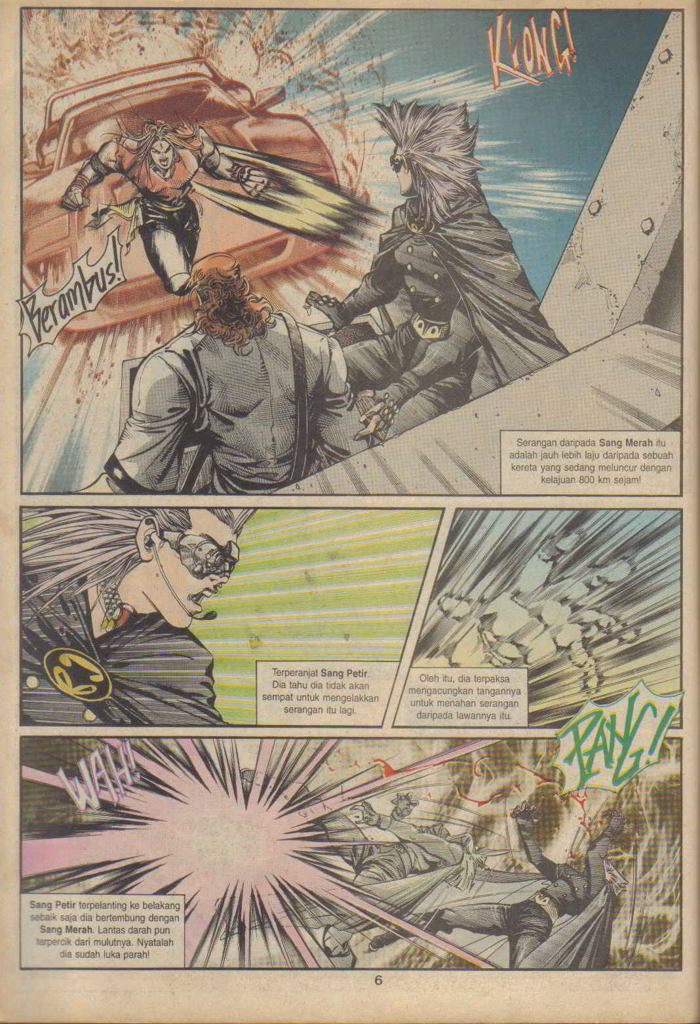 KLONG!
Berambus!
Serangan daripada Sang Merah itu
adalah jauh lebih laju daripada sebuah
kereta yang sedang meluncur dengan
kelajuan 800 km sejam!
Terperanjat Sang Petir.
Dia tahu dia tidak akan
sempat untuk mengelakkan
serangan itu lagi.
Oleh itu, dia terpaksa
mengacungkan tangannya
untuk menahan serangan
daripada lawannya itu.
PANG!
WAH!
Sang Petir terpelanting ke belakang
sebaik saja dia bertembung dengan
Sang Merah. Lantas darah pun
terpercik dari mulutnya. Nyatalah
dia sudah luka parah!
6